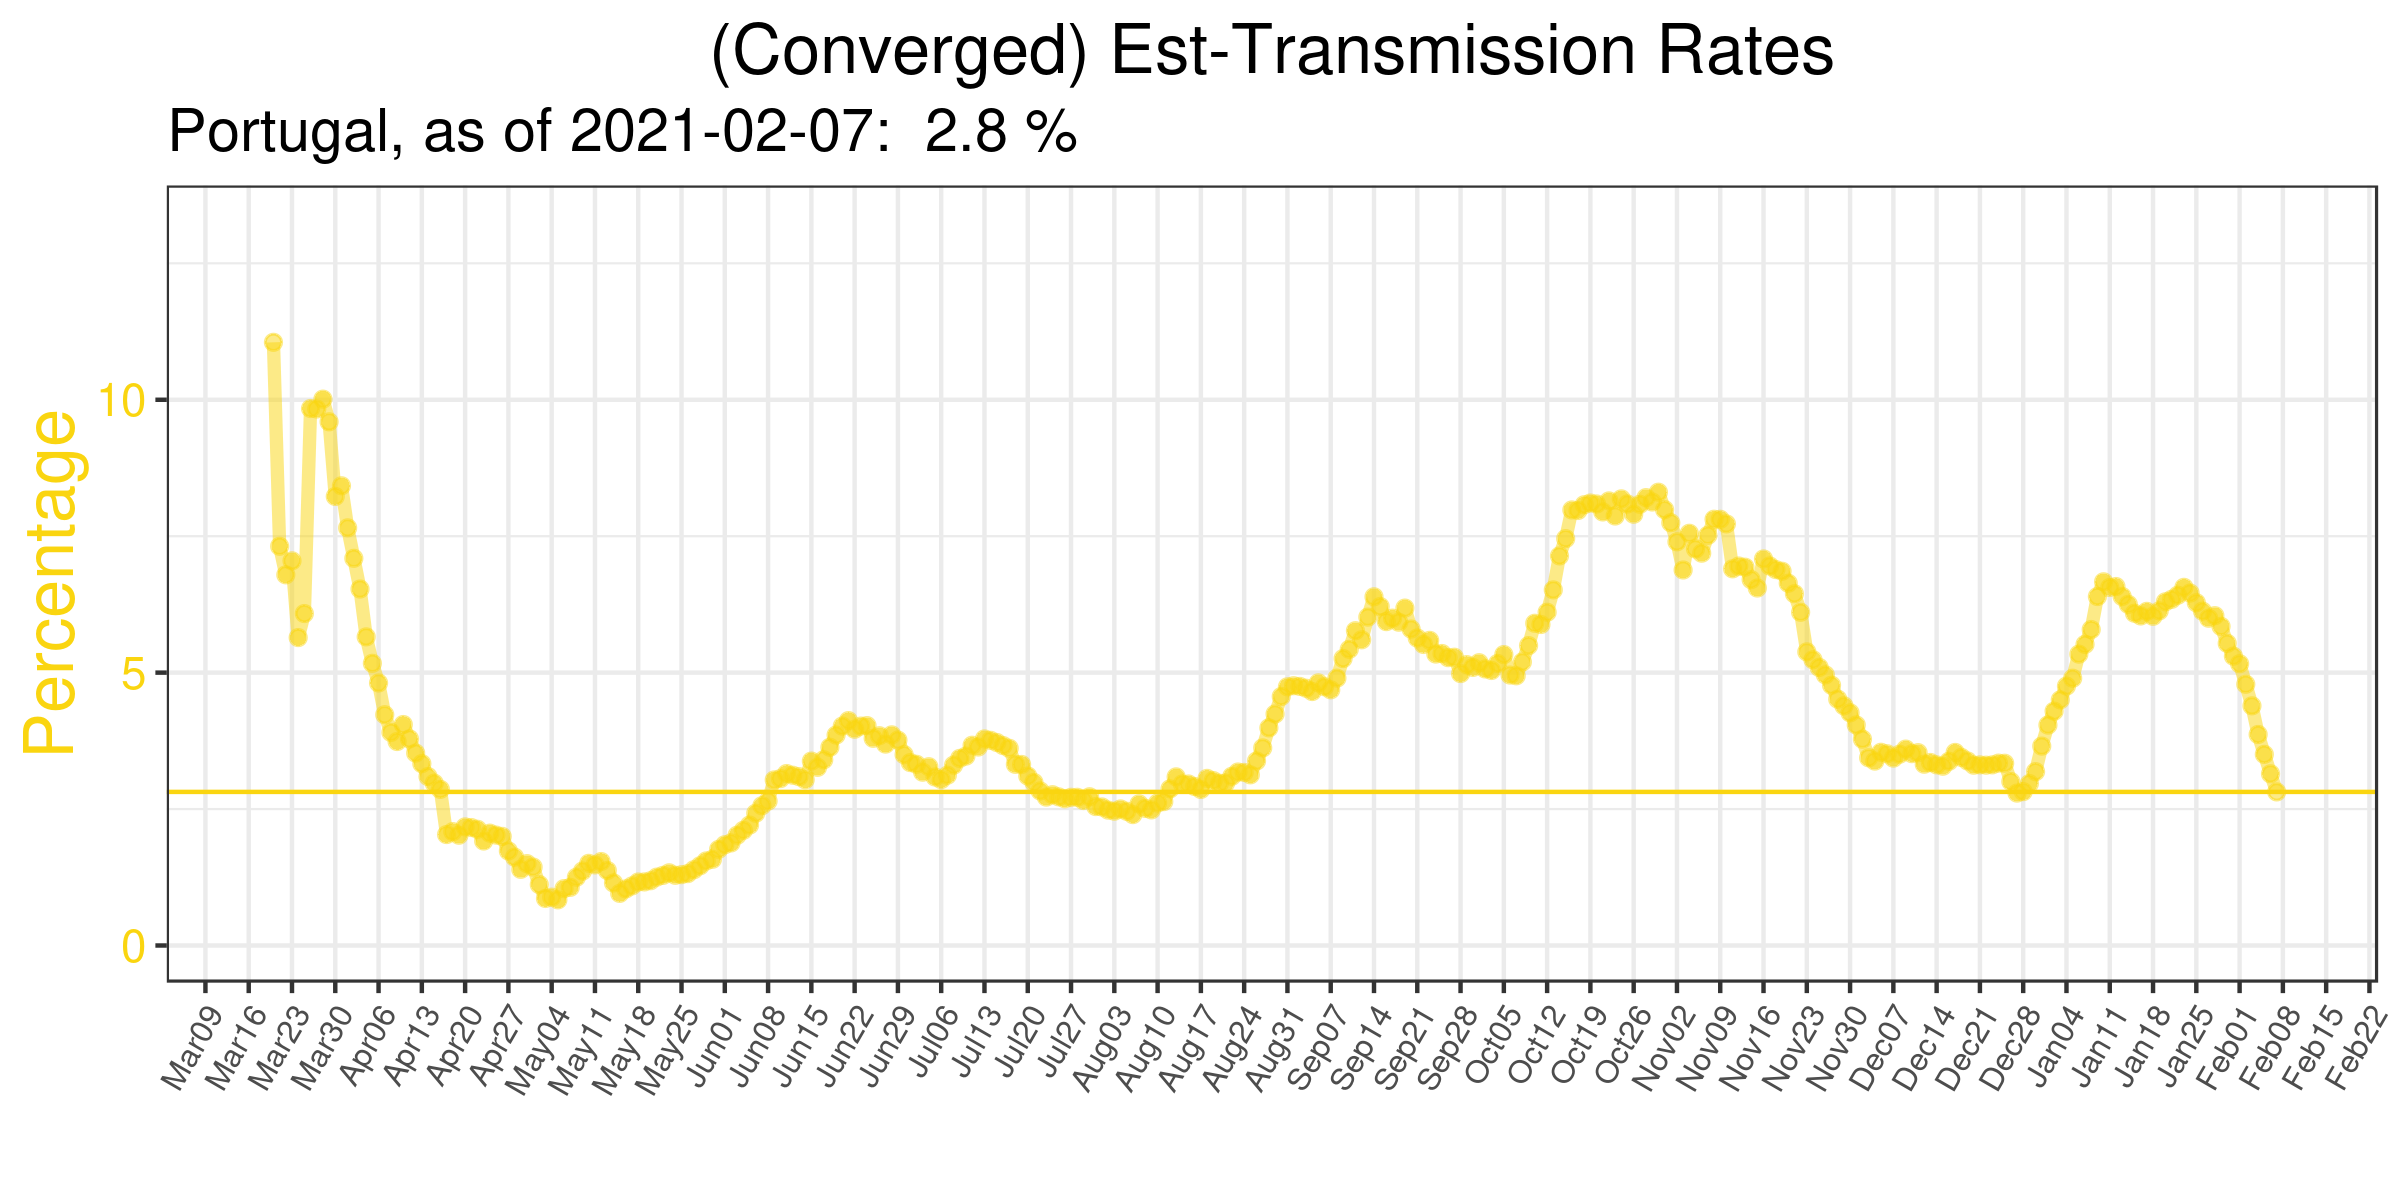 (Converged) Est-Transmission Rates
Portugal, as of 2021-02-07:  2.8 %
Percentage
10
5
0
Mar09 Mar16 Mar23 Mar30 Apr06 Apr13 Apr20 Apr27 May04 May11 May18 May25 Jun01 Jun08 Jun15 Jun22 Jun29 Jul06 Jul13 Jul20 Jul27 Aug03 Aug10 Aug17 Aug24 Aug31 Sep07 Sep14 Sep21 Sep28 Oct05 Oct12 Oct19 Oct26 Nov02 Nov09 Nov16 Nov23 Nov30 Dec07 Dec14 Dec21 Dec28 Jan04 Jan11 Jan18 Jan25 Feb01 Feb08 Feb15 Feb22